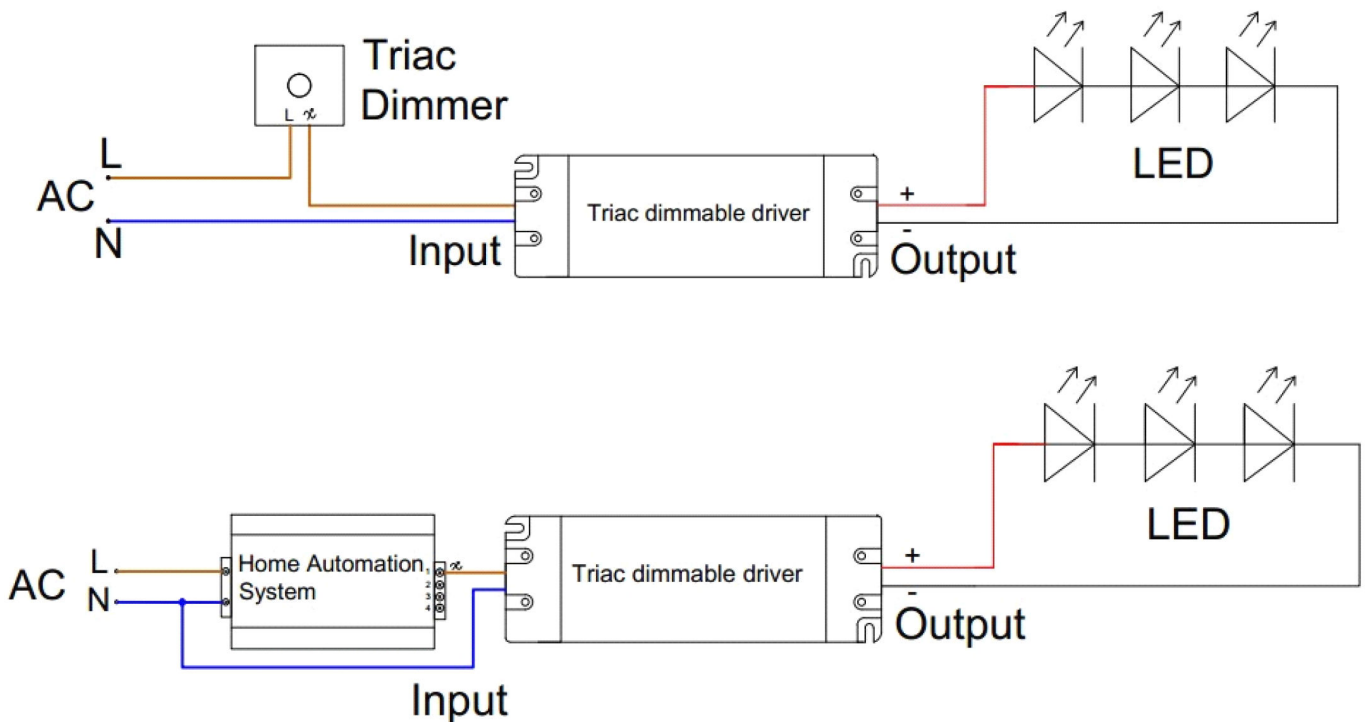 Triac
Dimmer
L
L
AC
N
Input
Triac dimmable driver
+
-
Output
LED
AC
L
N
Home Automation
System
1
2
3
4
Input
Triac dimmable driver
+
-
Output
LED